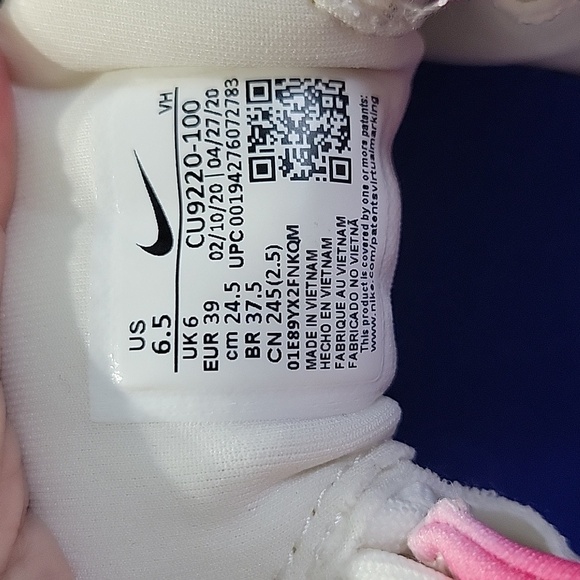 VH
US
6.5
UK 6
EUR 39
cm 24.5
BR 37.5
CN 245(2.5)
CU9220-100
02/10/20 | 04/27/20
UPC 00194276072783
01E89YX2FNKQM
MADE IN VIETNAM
HECHO EN VIETNAM
FABRIQUE AU VIETNAM
FABRICADO NO VIETNÃ
This product is covered by one or more patents:
www.nike.com/patentsvirtualmarking